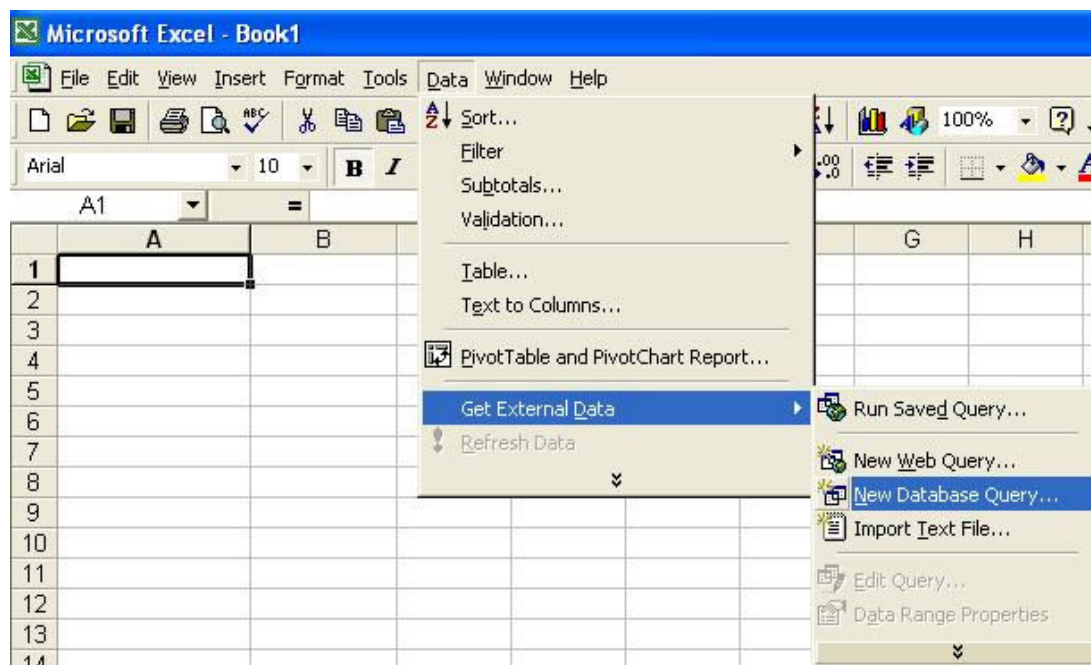 Microsoft Excel - Book1
File Edit View Insert Format Tools Data Window Help
ABC 100%
Arial 10 B I
A1 =
A B G H
1
2
3
4
5
6
7
8
9
10
11
12
13
14
Sort...
Filter
Subtotals...
Validation...
Table...
Text to Columns...
PivotTable and PivotChart Report...
Get External Data
Refresh Data
Run Saved Query...
New Web Query...
New Database Query...
Import Text File...
Edit Query...
Data Range Properties